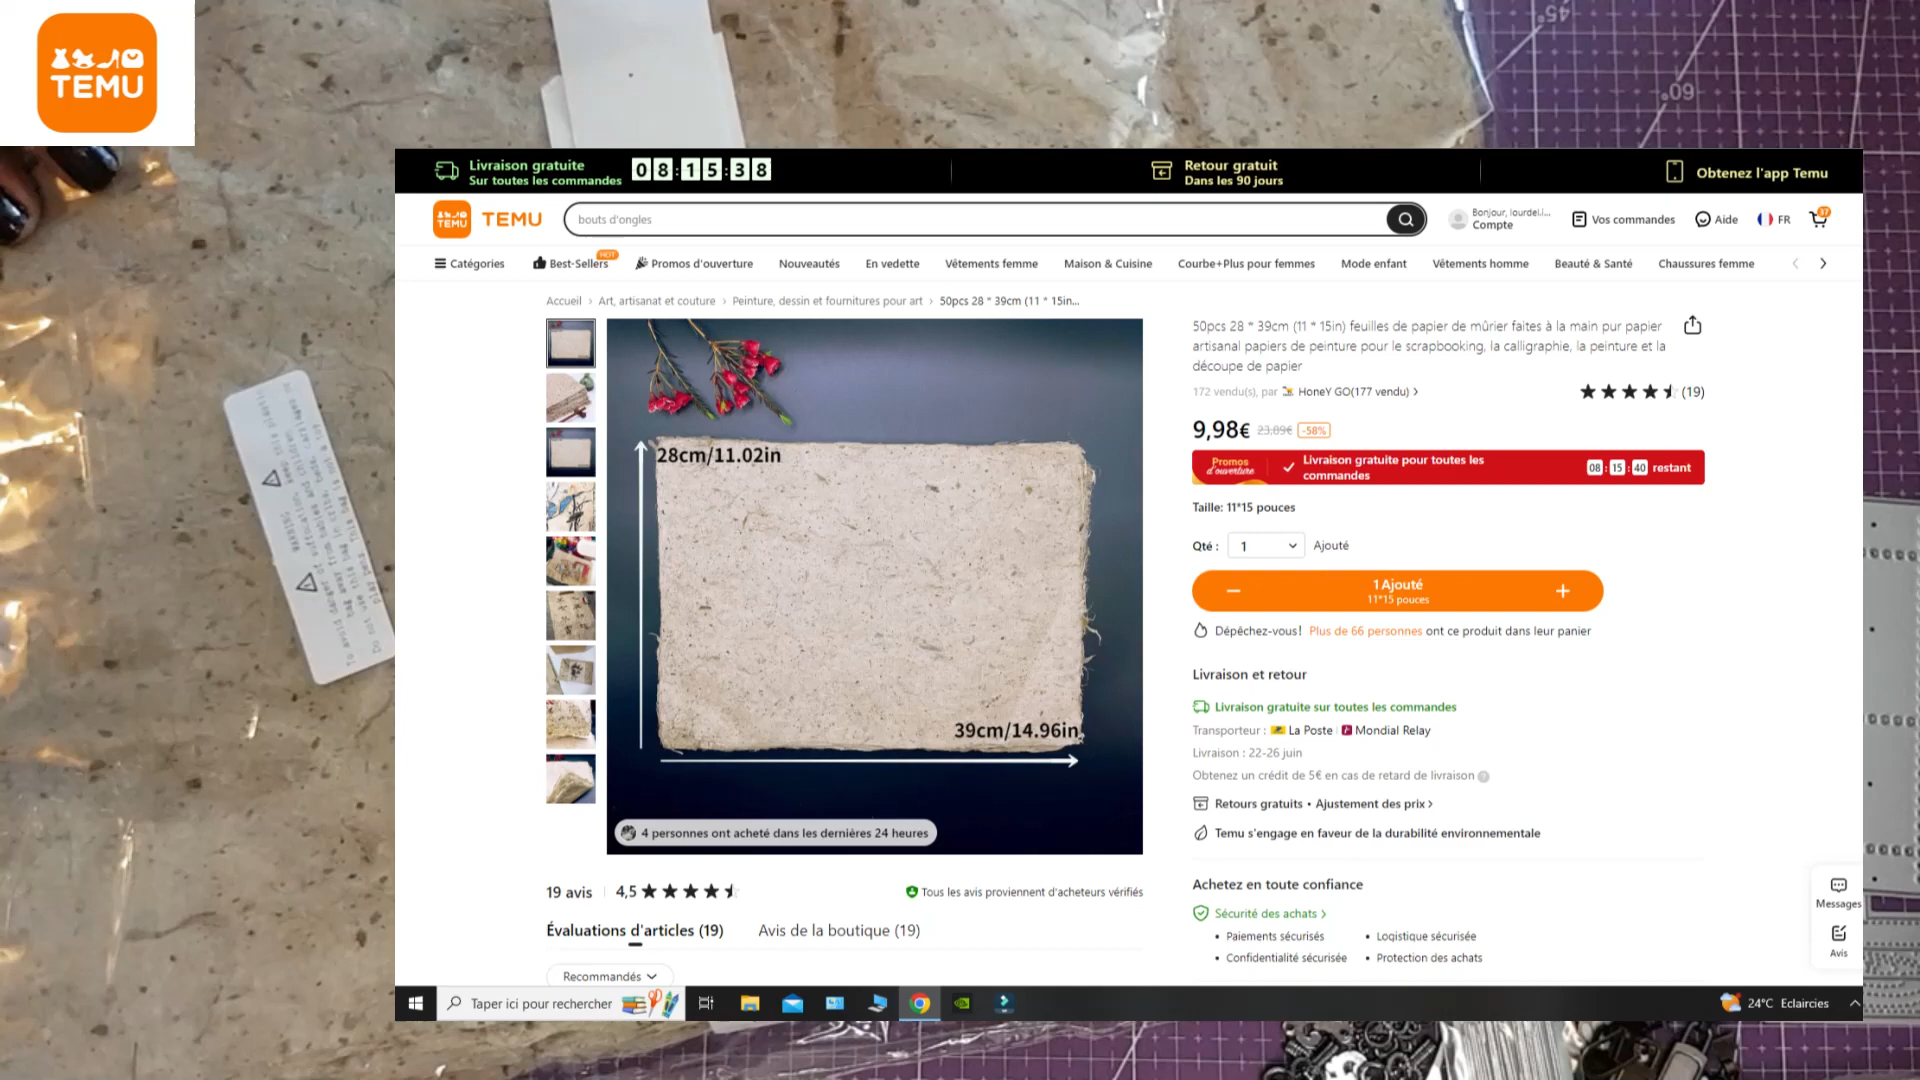 TEMU
45
60
Livraison gratuite
Sur toutes les commandes
08:15:38
Retour gratuit
Dans les 90 jours
Obtenez l'app Temu
TEMU
TEMU
bouts d'ongles
Bonjour, lourdel.i...
Compte
Vos commandes
Aide
FR
37
Catégories
Best-Sellers
HOT
Promos d'ouverture
Nouveautés
En vedette
Vêtements femme
Maison & Cuisine
Courbe+Plus pour femmes
Mode enfant
Vêtements homme
Beauté & Santé
Chaussures femme
Accueil › Art, artisanat et couture › Peinture, dessin et fournitures pour art › 50pcs 28 * 39cm (11 * 15in...
28cm/11.02in
39cm/14.96in
4 personnes ont acheté dans les dernières 24 heures
50pcs 28 * 39cm (11 * 15in) feuilles de papier de mûrier faites à la main pur papier
artisanal papiers de peinture pour le scrapbooking, la calligraphie, la peinture et la
découpe de papier
172 vendu(s), par HoneY GO(177 vendu) ›
(19)
9,98€ 23,89€ -58%
Promos
d'ouverture
Livraison gratuite pour toutes les
commandes
08:15:40 restant
Taille: 11*15 pouces
Qté : 1 Ajouté
1 Ajouté
11*15 pouces
Dépêchez-vous! Plus de 66 personnes ont ce produit dans leur panier
Livraison et retour
Livraison gratuite sur toutes les commandes
Transporteur : La Poste Mondial Relay
Livraison : 22-26 juin
Obtenez un crédit de 5€ en cas de retard de livraison
Retours gratuits • Ajustement des prix ›
Temu s'engage en faveur de la durabilité environnementale
Achetez en toute confiance
Sécurité des achats ›
• Paiements sécurisés
• Logistique sécurisée
• Confidentialité sécurisée
• Protection des achats
19 avis
4,5
Tous les avis proviennent d'acheteurs vérifiés
Évaluations d'articles (19)
Avis de la boutique (19)
Recommandés
Messages
Avis
Taper ici pour rechercher
24°C Eclaircies
WARNING